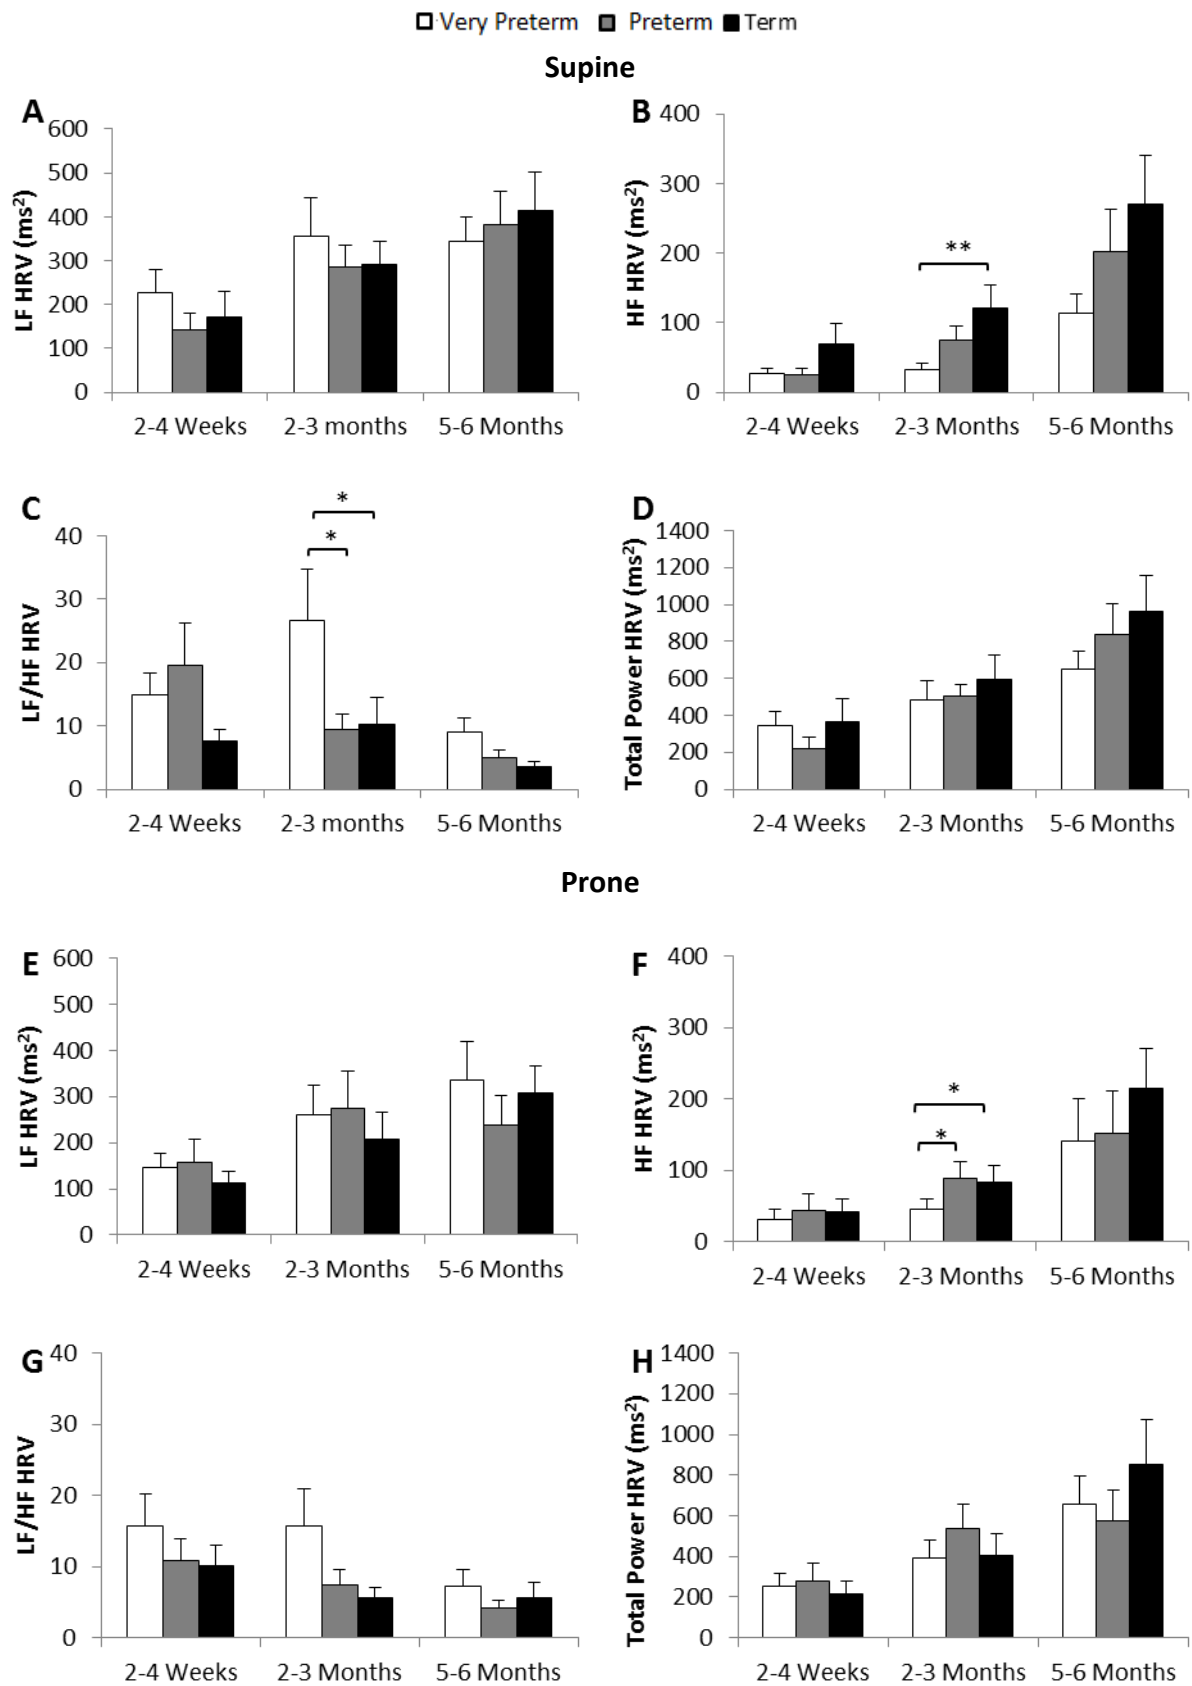 Very Preterm Preterm Term
Supine
A
LF HRV (ms²)
600
500
400
300
200
100
0
2-4 Weeks 2-3 months 5-6 Months
B
HF HRV (ms²)
400
300
200
100
0
**
2-4 Weeks 2-3 Months 5-6 Months
C
LF/HF HRV
40
30
20
10
0
*
*
2-4 Weeks 2-3 months 5-6 Months
D
Total Power HRV (ms²)
1400
1200
1000
800
600
400
200
0
2-4 Weeks 2-3 Months 5-6 Months
Prone
E
LF HRV (ms²)
600
500
400
300
200
100
0
2-4 Weeks 2-3 Months 5-6 Months
F
HF HRV (ms²)
400
300
200
100
0
*
*
2-4 Weeks 2-3 Months 5-6 Months
G
LF/HF HRV
40
30
20
10
0
2-4 Weeks 2-3 Months 5-6 Months
H
Total Power HRV (ms²)
1400
1200
1000
800
600
400
200
0
2-4 Weeks 2-3 Months 5-6 Months